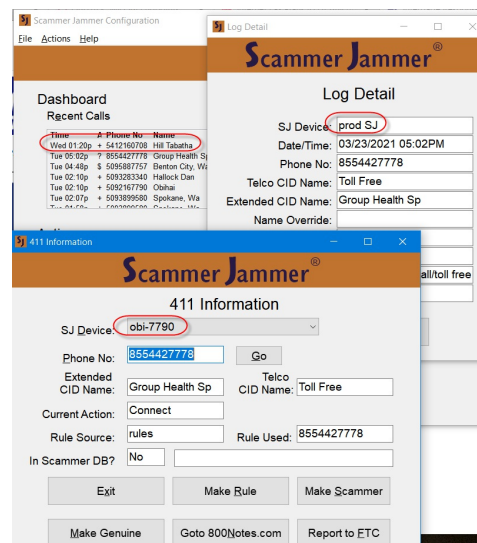 Scammer Jammer Configuration
File Actions Help
Dashboard
Recent Calls
Time A Phone No Name
Wed 01:20p + 5412160708 Hill Tabatha
Tue 05:02p ? 8554427778 Group Health Sp
Tue 04:48p $ 5095887757 Benton City, Wa
Tue 02:10p + 5093283340 Hallock Dan
Tue 02:10p + 5092167790 Obihai
Tue 02:07p + 5093899580 Spokane, Wa
Log Detail
Scammer Jammer®
Log Detail
SJ Device: prod SJ
Date/Time: 03/23/2021 05:02PM
Phone No: 8554427778
Telco CID Name: Toll Free
Extended CID Name: Group Health Sp
Name Override:
all/toll free
411 Information
Scammer Jammer®
411 Information
SJ Device: obi-7790
Phone No: 8554427778 Go
Extended CID Name: Group Health Sp Telco CID Name: Toll Free
Current Action: Connect
Rule Source: rules Rule Used: 8554427778
In Scammer DB? No
Exit Make Rule Make Scammer
Make Genuine Goto 800Notes.com Report to FTC